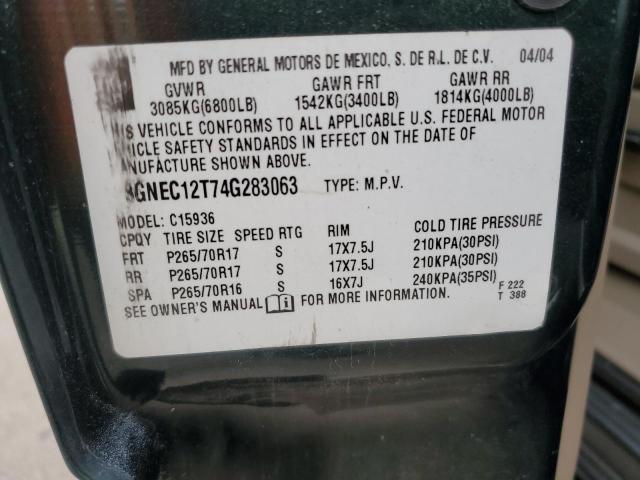 MFD BY GENERAL MOTORS DE MEXICO, S. DE R.L. DE C.V. 04/04
GVWR GAWR FRT GAWR RR
3085KG(6800LB) 1542KG(3400LB) 1814KG(4000LB)
VEHICLE CONFORMS TO ALL APPLICABLE U.S. FEDERAL MOTOR
SAFETY STANDARDS IN EFFECT ON THE DATE OF
SHOWN ABOVE.
GNEC12T74G283063 TYPE: M.P.V.
MODEL: C15936
CPQY TIRE SIZE SPEED RTG RIM COLD TIRE PRESSURE
FRT P265/70R17 S 17X7.5J 210KPA(30PSI)
RR P265/70R17 S 17X7.5J 210KPA(30PSI)
SPA P265/70R16 S 16X7J 240KPA(35PSI) F 222
SEE OWNER'S MANUAL FOR MORE INFORMATION. T 388